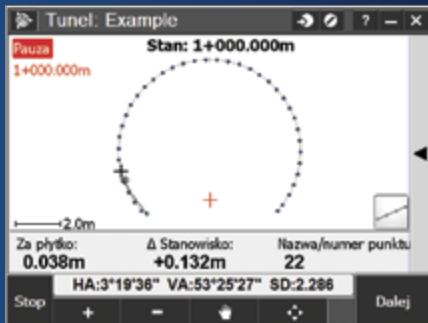 Tunel: Example
?
Pauza
Stan: 1+000.000m
1+000.000m
2.0m
Za płytko: Δ Stanowisko: Nazwa/numer punktu
0.038m +0.132m 22
HA:3°19'36" VA:53°25'27" SD:2.286
Stop Dalej